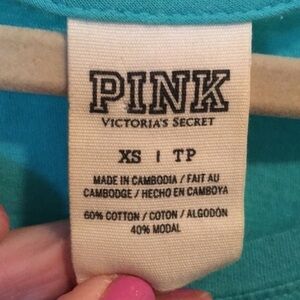 PINK
VICTORIA'S SECRET
XS | TP
MADE IN CAMBODIA / FAIT AU
CAMBODGE / HECHO EN CAMBOYA
60% COTTON / COTON / ALGODÓN
40% MODAL